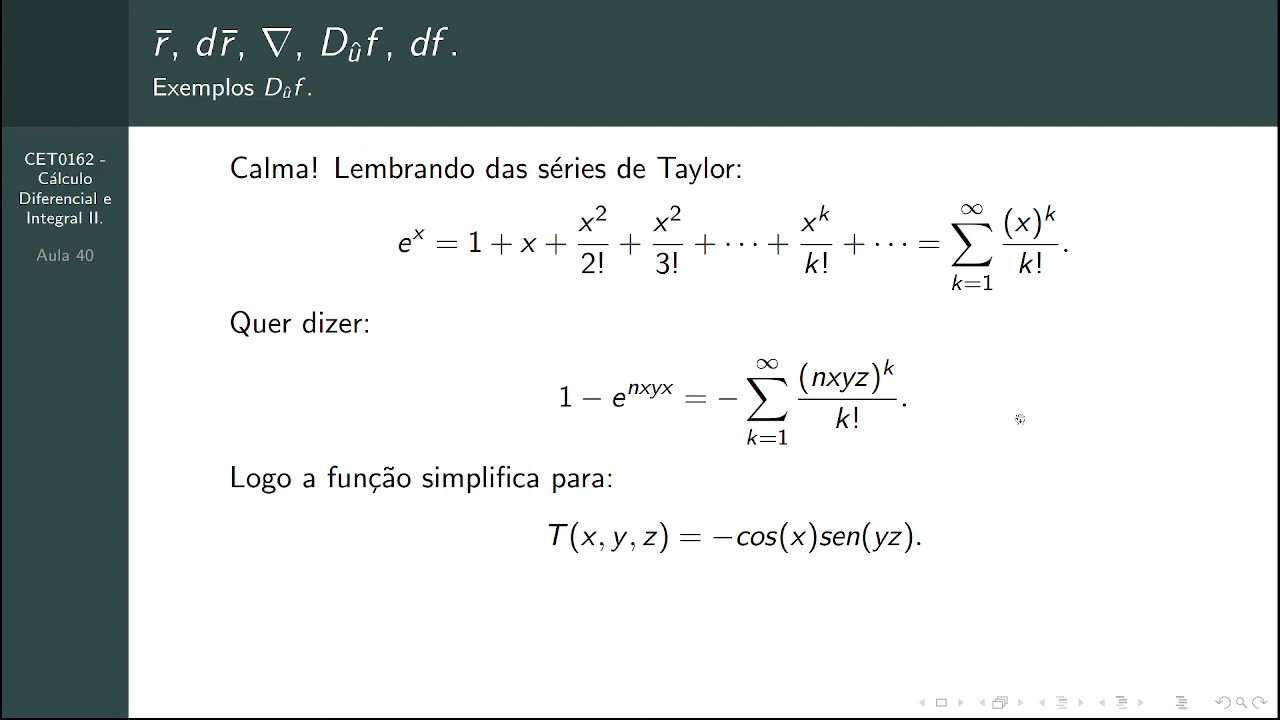 r̄, dr̄, ∇, D_û f, df.
Exemplos D_û f.
CET0162 -
Cálculo
Diferencial e
Integral II.
Aula 40
Calma! Lembrando das séries de Taylor:
e^x = 1 + x + x^2/2! + x^2/3! + ··· + x^k/k! + ··· = ∑_{k=1}^{∞} (x)^k/k!.
Quer dizer:
1 − e^{nxyx} = − ∑_{k=1}^{∞} (nxyz)^k/k!.
Logo a função simplifica para:
T(x, y, z) = −cos(x)sen(yz).